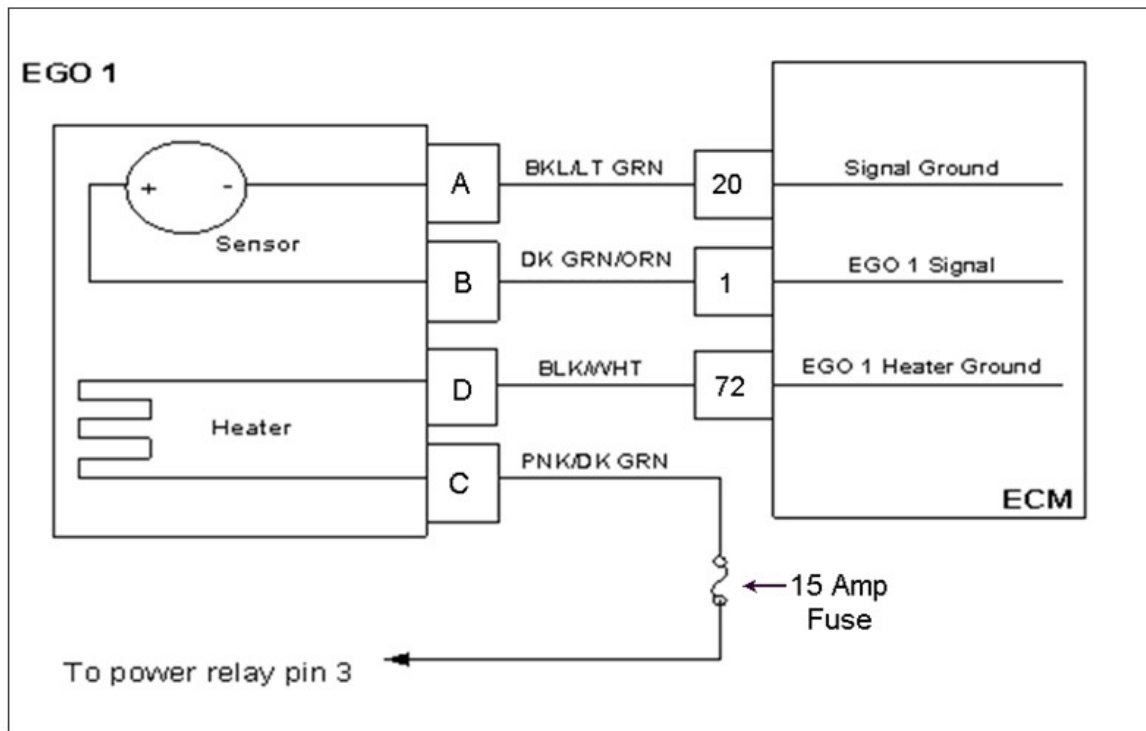 EGO 1
+ -
Sensor
Heater
A
B
D
C
BKL/LT GRN
DK GRN/ORN
BLK/WHT
PNK/DK GRN
20
1
72
Signal Ground
EGO 1 Signal
EGO 1 Heater Ground
ECM
15 Amp
Fuse
To power relay pin 3